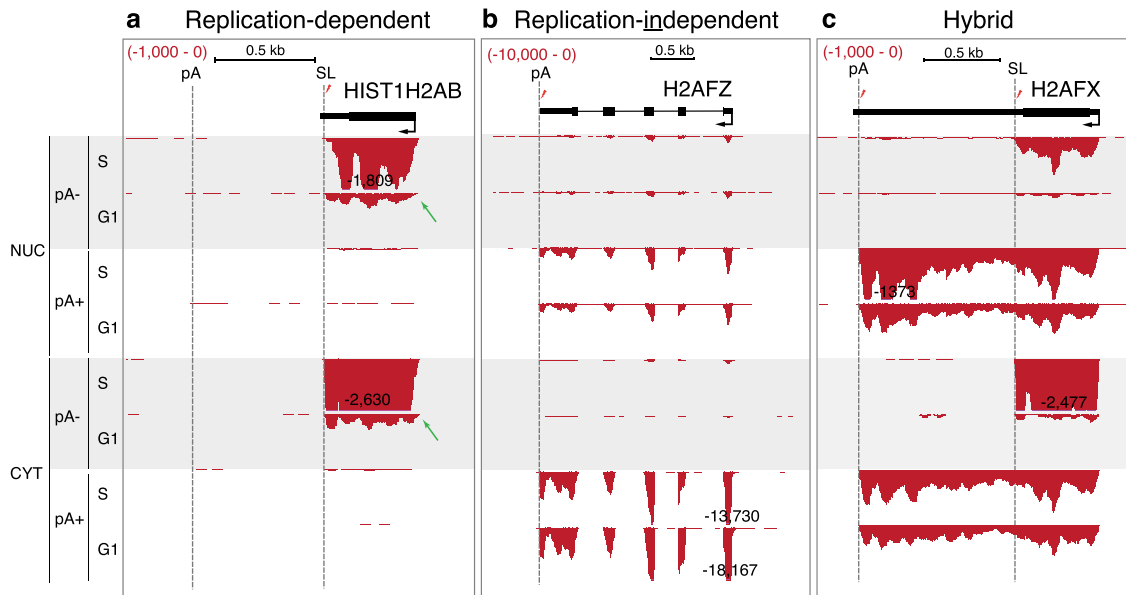 a Replication-dependent
(-1,000 - 0)
0.5 kb
pA
SL
HIST1H2AB
-1,809
-2,630
b Replication-independent
(-10,000 - 0)
0.5 kb
pA
H2AFZ
-13,730
-18,167
c Hybrid
(-1,000 - 0)
0.5 kb
pA
SL
H2AFX
-1373
-2,477
NUC
pA-
S
G1
pA+
S
G1
CYT
pA-
S
G1
pA+
S
G1